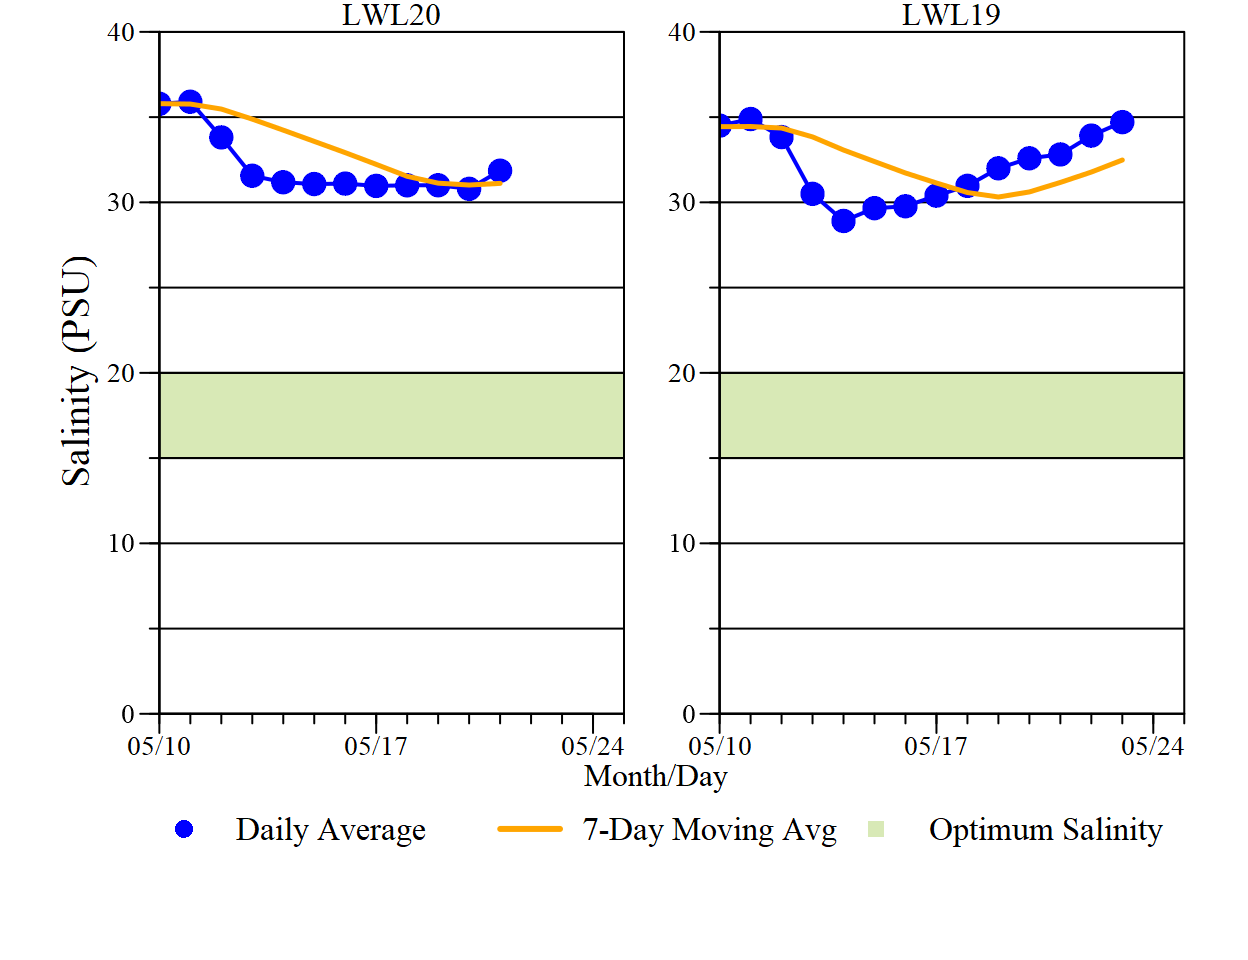 LWL20
LWL19
40
30
20
10
0
40
30
20
10
0
Salinity (PSU)
05/10
05/17
05/24
05/10
05/17
05/24
Month/Day
Daily Average
7-Day Moving Avg
Optimum Salinity